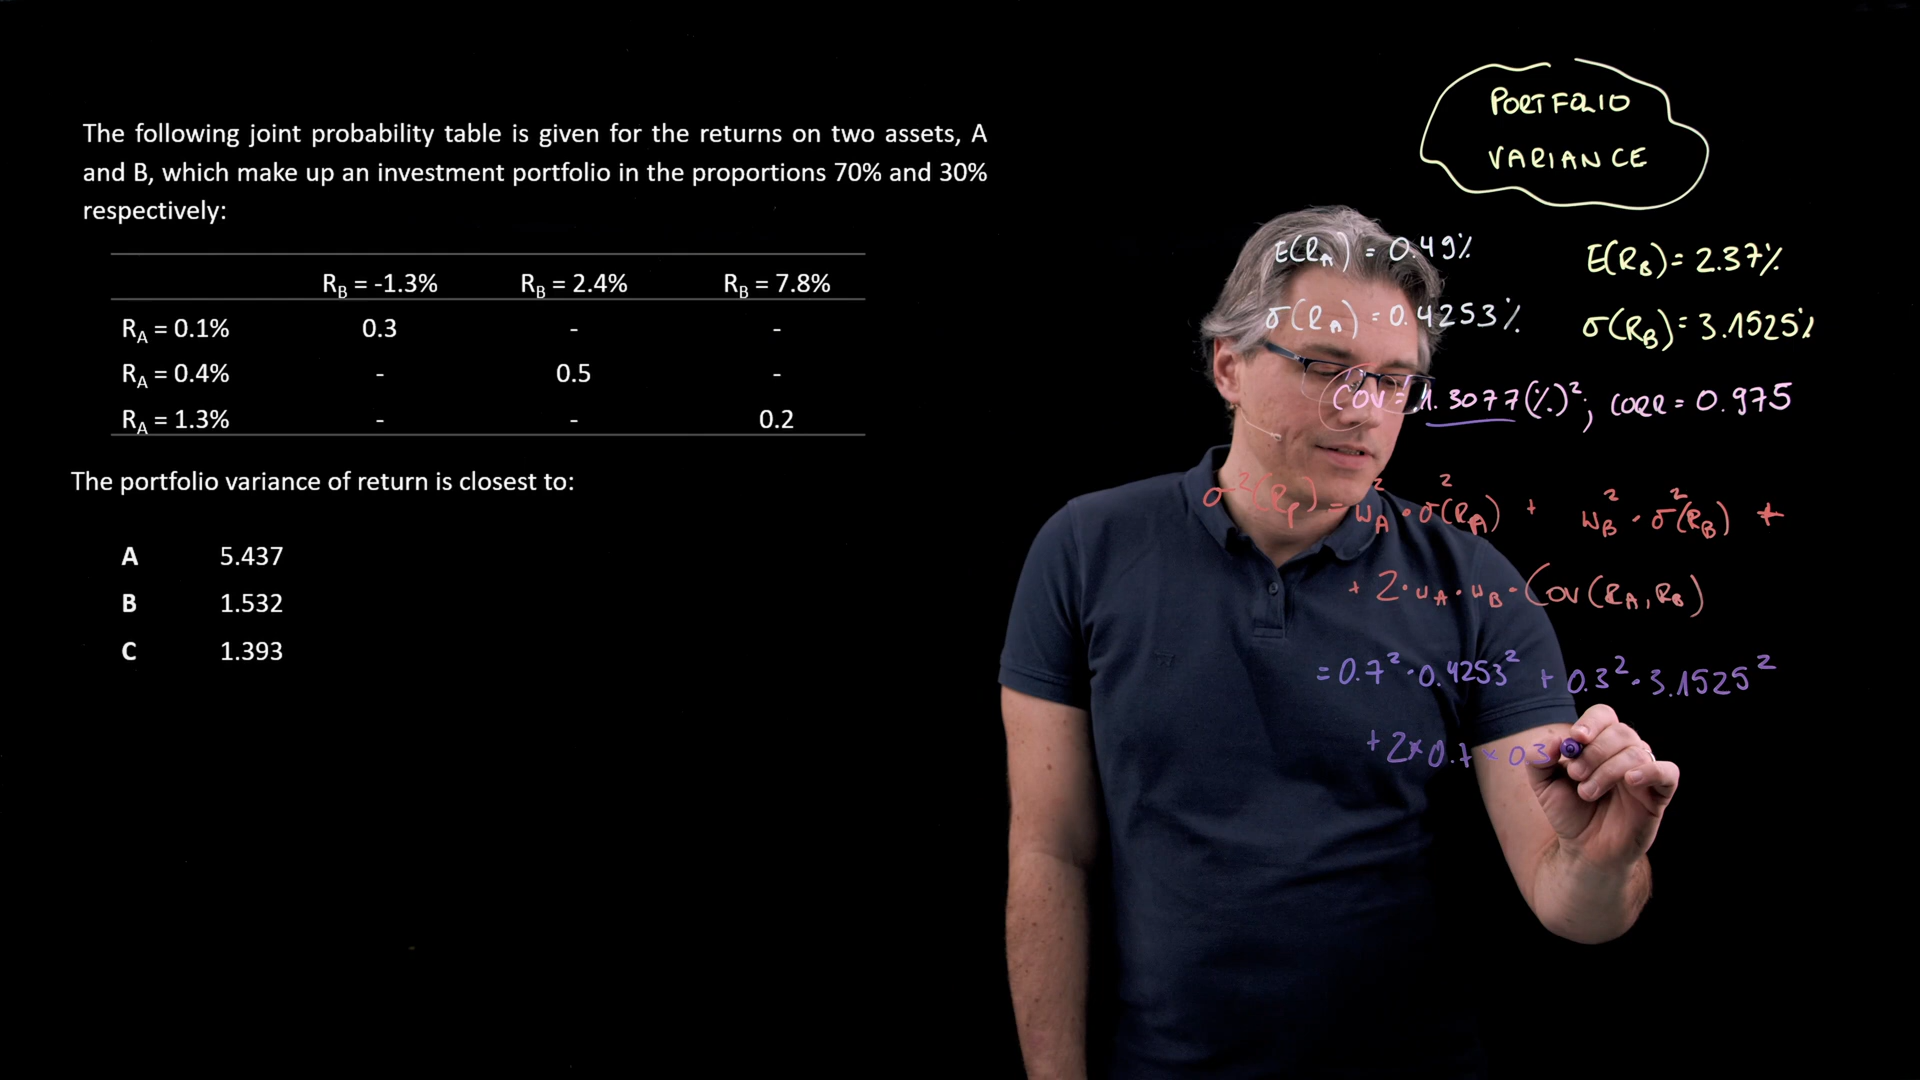 The following joint probability table is given for the returns on two assets, A
and B, which make up an investment portfolio in the proportions 70% and 30%
respectively:
R_B = -1.3% R_B = 2.4% R_B = 7.8%
R_A = 0.1% 0.3 - -
R_A = 0.4% - 0.5 -
R_A = 1.3% - - 0.2
The portfolio variance of return is closest to:
A 5.437
B 1.532
C 1.393
PORTFOLIO
VARIANCE
E(R_A) = 0.49% E(R_B) = 2.37%
σ(R_A) = 0.4253% σ(R_B) = 3.1525%
COV = 1.3077(%)²; CORR = 0.975
σ²(R_P) = w_A² · σ²(R_A) + w_B² · σ²(R_B) +
+ 2 · w_A · w_B · Cov(R_A, R_B)
= 0.7² · 0.4253² + 0.3² · 3.1525²
+ 2 × 0.7 × 0.3